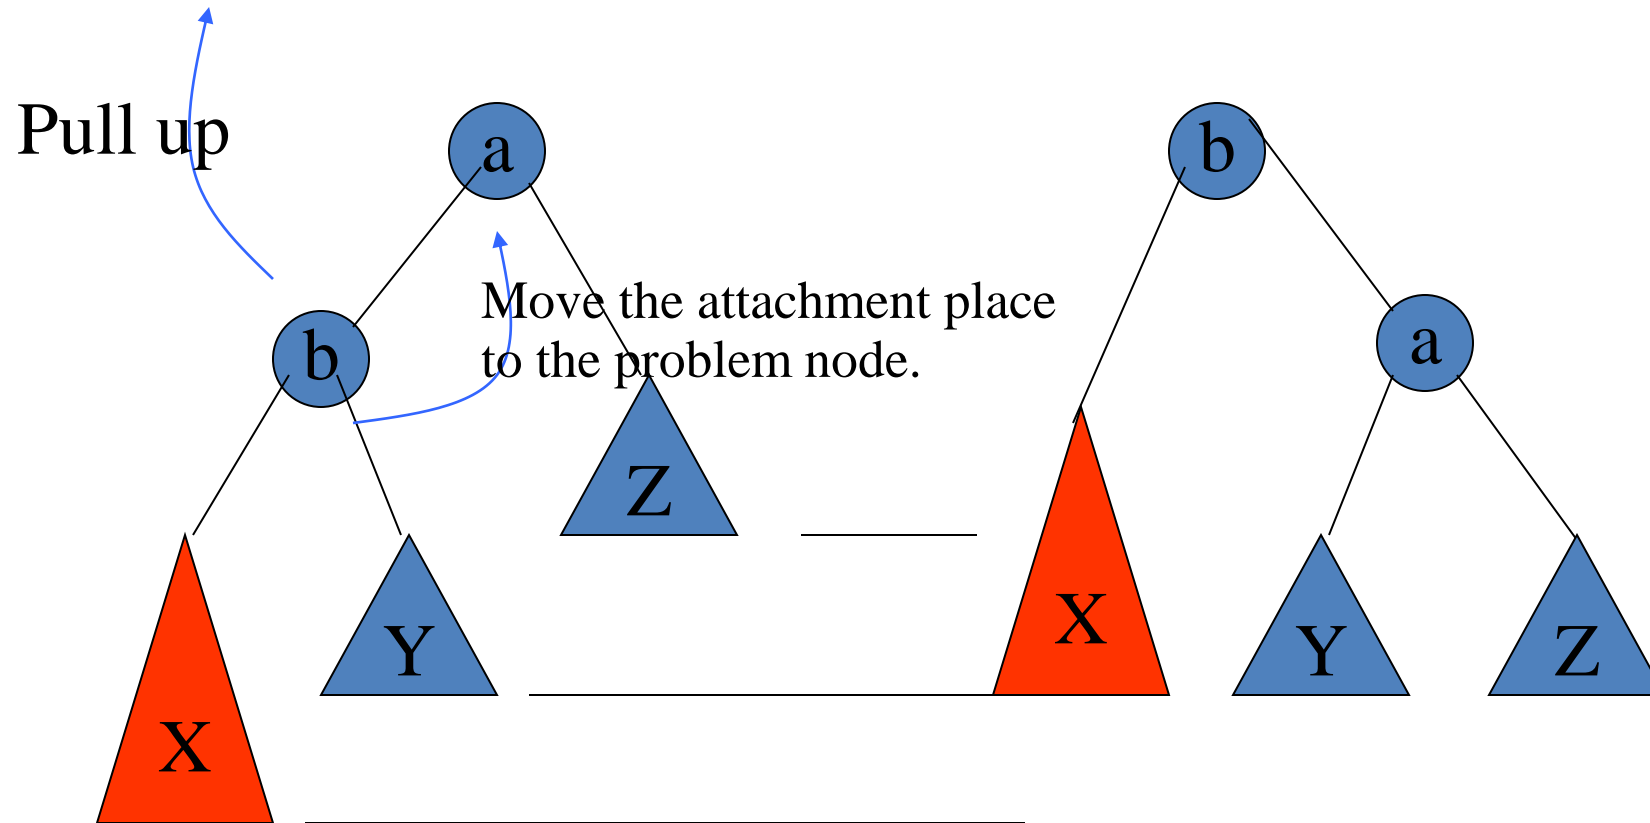 Pull up
a
b
Move the attachment place
to the problem node.
b
a
Z
X
Y
X
Y
Z